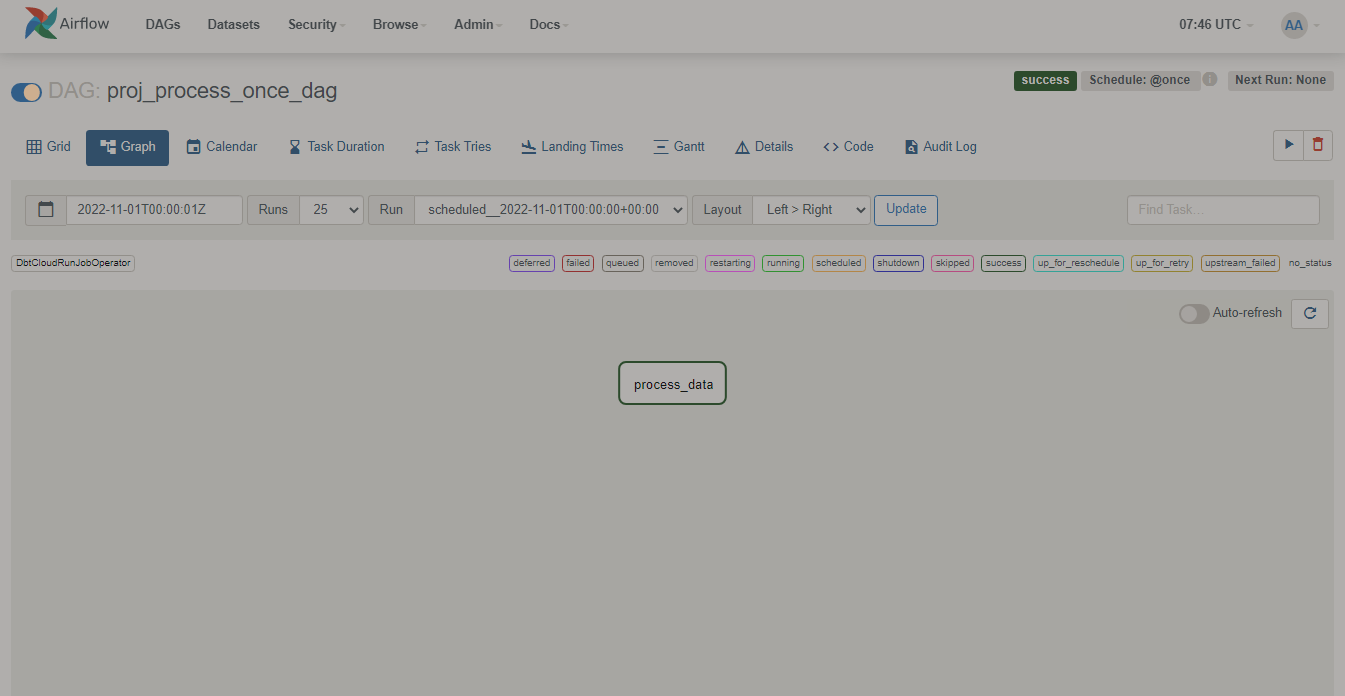 Airflow DAGs Datasets Security Browse Admin Docs 07:46 UTC AA
DAG: proj_process_once_dag success Schedule: @once i Next Run: None
Grid Graph Calendar Task Duration Task Tries Landing Times Gantt Details <> Code Audit Log
2022-11-01T00:00:01Z Runs 25 Run scheduled__2022-11-01T00:00:00+00:00 Layout Left > Right Update Find Task...
DbtCloudRunJobOperator deferred failed queued removed restarting running scheduled shutdown skipped success up_for_reschedule up_for_retry upstream_failed no_status
Auto-refresh
process_data